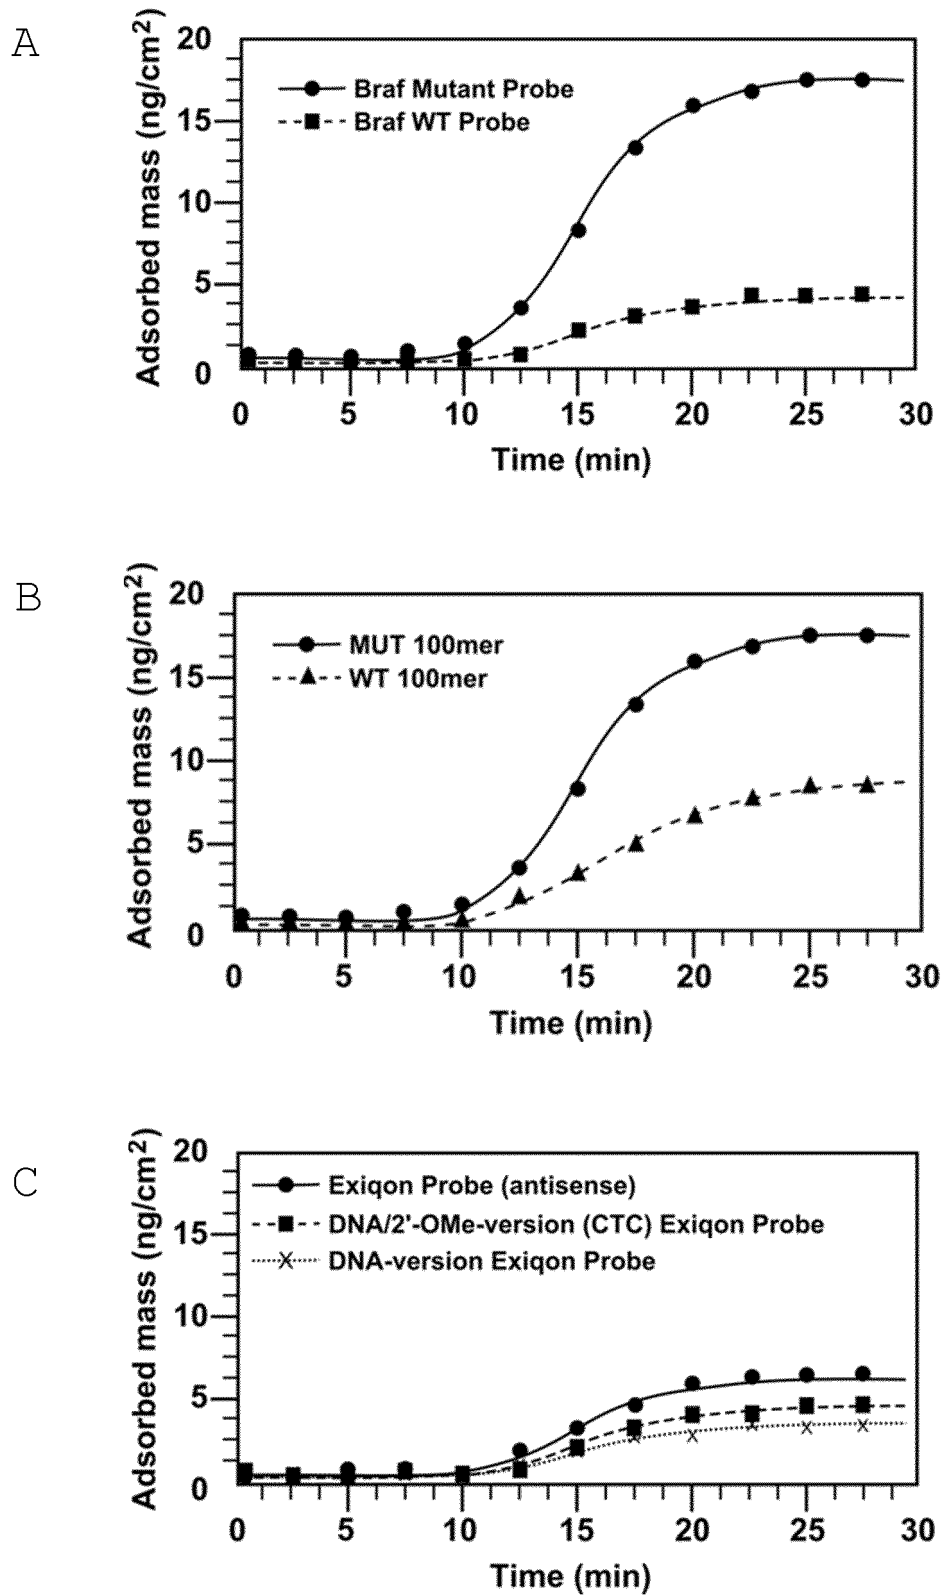 A
20
15
10
5
0
Adsorbed mass (ng/cm2)
Braf Mutant Probe
Braf WT Probe
0 5 10 15 20 25 30
Time (min)
B
20
15
10
5
0
Adsorbed mass (ng/cm2)
MUT 100mer
WT 100mer
0 5 10 15 20 25 30
Time (min)
C
20
15
10
5
0
Adsorbed mass (ng/cm2)
Exiqon Probe (antisense)
DNA/2'-OMe-version (CTC) Exiqon Probe
DNA-version Exiqon Probe
0 5 10 15 20 25 30
Time (min)